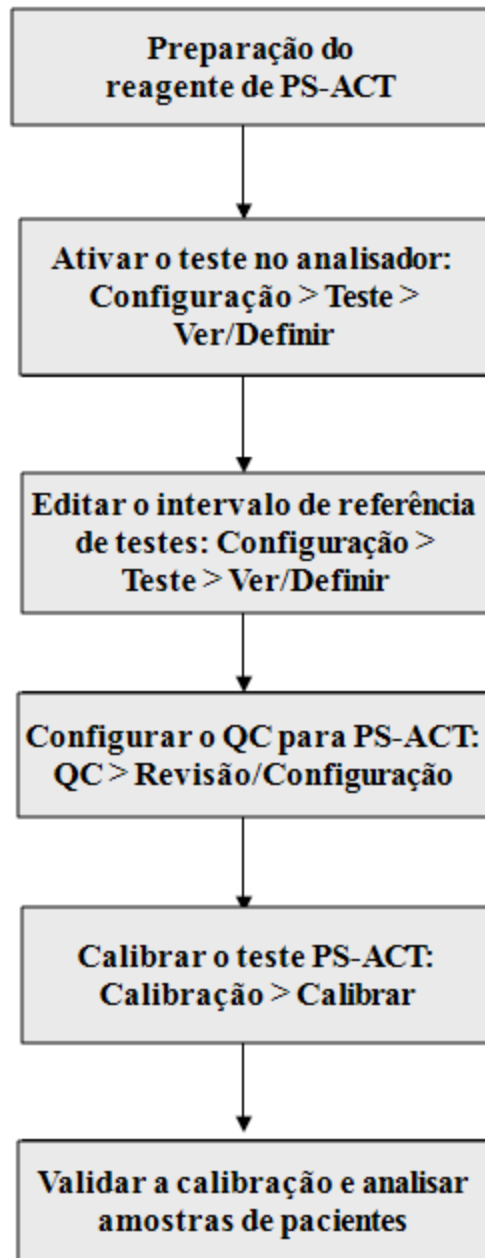 Preparação do
reagente de PS-ACT
Ativar o teste no analisador:
Configuração > Teste >
Ver/Definir
Editar o intervalo de referência
de testes: Configuração >
Teste > Ver/Definir
Configurar o QC para PS-ACT:
QC > Revisão/Configuração
Calibrar o teste PS-ACT:
Calibração > Calibrar
Validar a calibração e analisar
amostras de pacientes